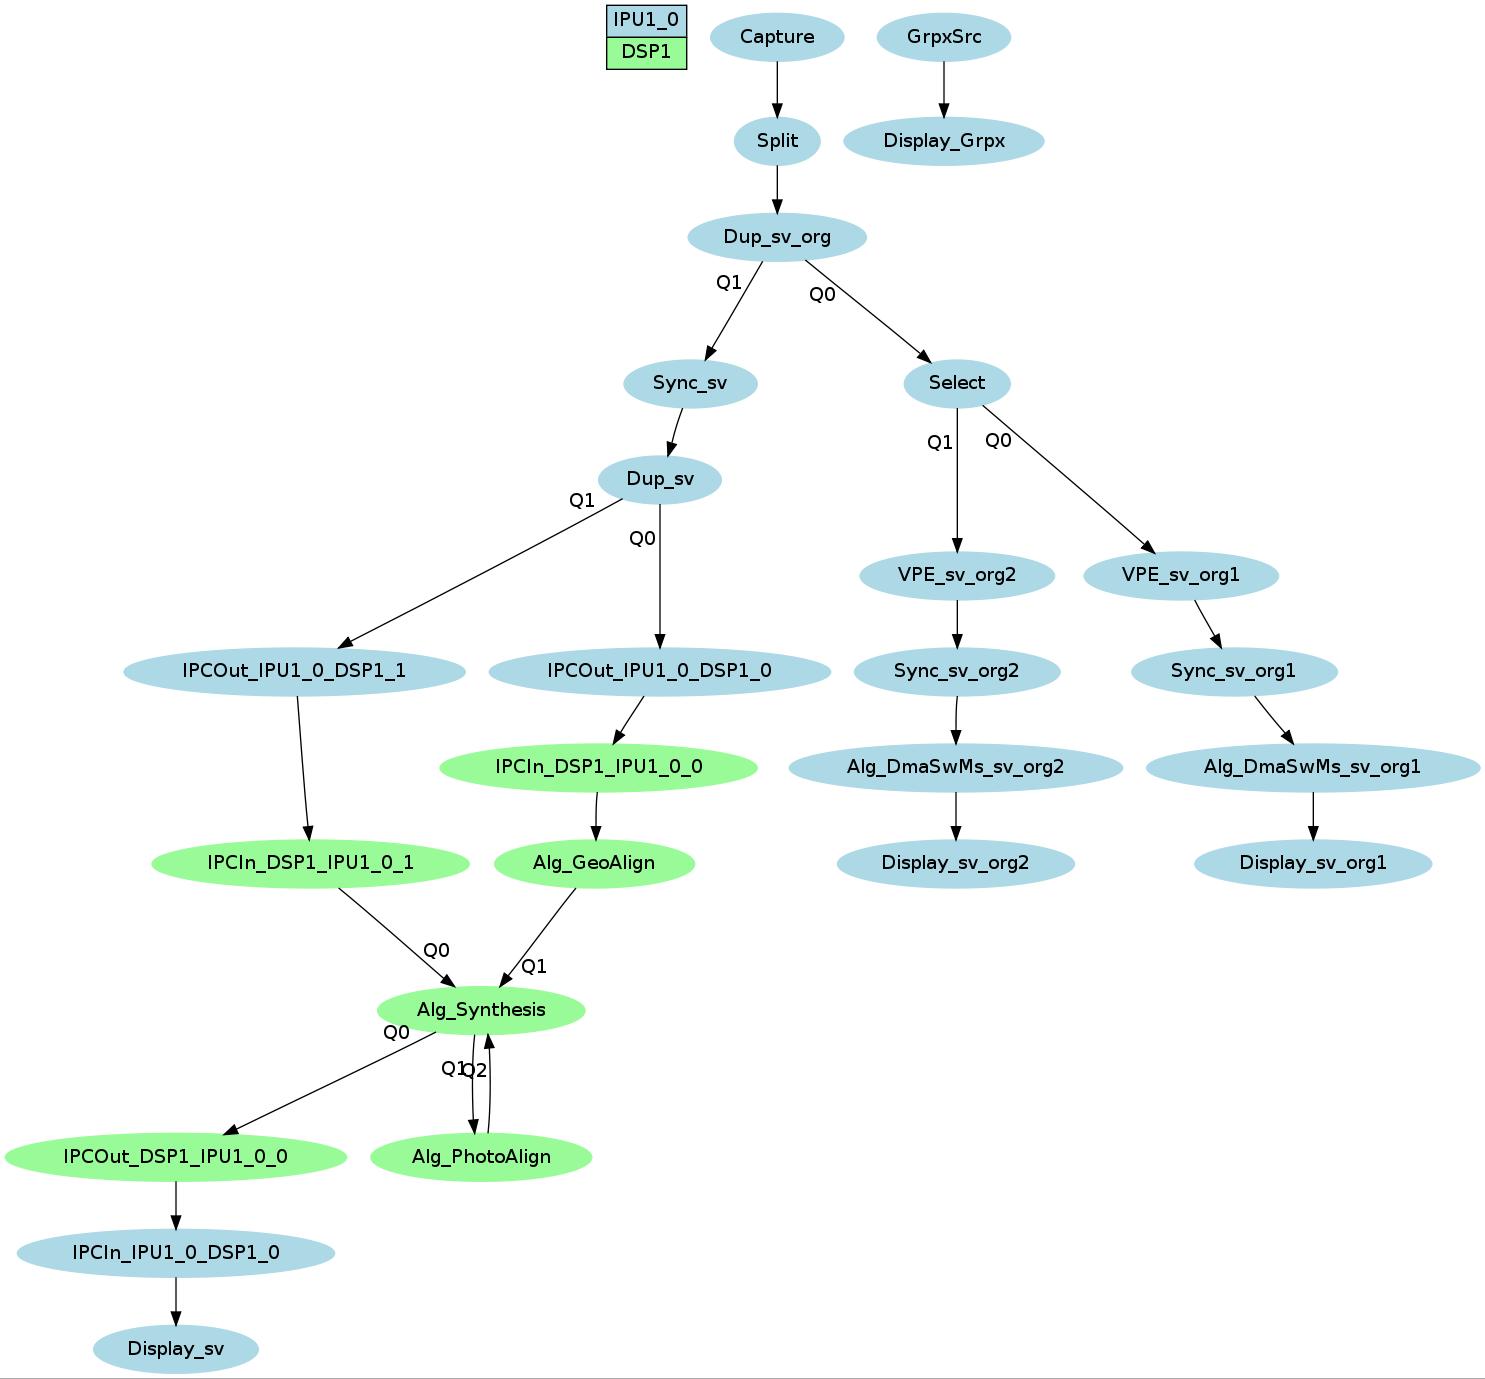 IPU1_0
DSP1
Capture
GrpxSrc
Split
Display_Grpx
Dup_sv_org
Q1
Q0
Sync_sv
Select
Q1
Q0
Dup_sv
Q1
Q0
VPE_sv_org2
VPE_sv_org1
IPCOut_IPU1_0_DSP1_1
IPCOut_IPU1_0_DSP1_0
Sync_sv_org2
Sync_sv_org1
IPCIn_DSP1_IPU1_0_0
Alg_DmaSwMs_sv_org2
Alg_DmaSwMs_sv_org1
IPCIn_DSP1_IPU1_0_1
Alg_GeoAlign
Display_sv_org2
Display_sv_org1
Q0
Q1
Alg_Synthesis
Q0
Q1
Q2
IPCOut_DSP1_IPU1_0_0
Alg_PhotoAlign
IPCIn_IPU1_0_DSP1_0
Display_sv